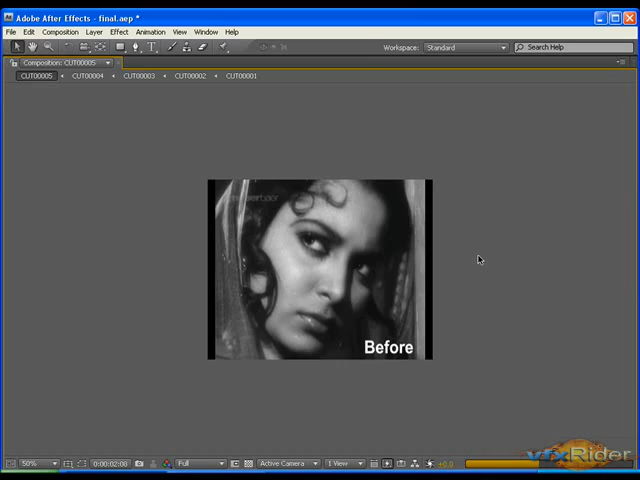 Adobe After Effects - final.aep *
File Edit Composition Layer Effect Animation View Window Help
Workspace: Standard Search Help
Composition: CUT00005
CUT00005 CUT00004 CUT00003 CUT00002 CUT00001
Before
50% 0:00:02:08 Full Active Camera 1 View +0.0
vfxRider